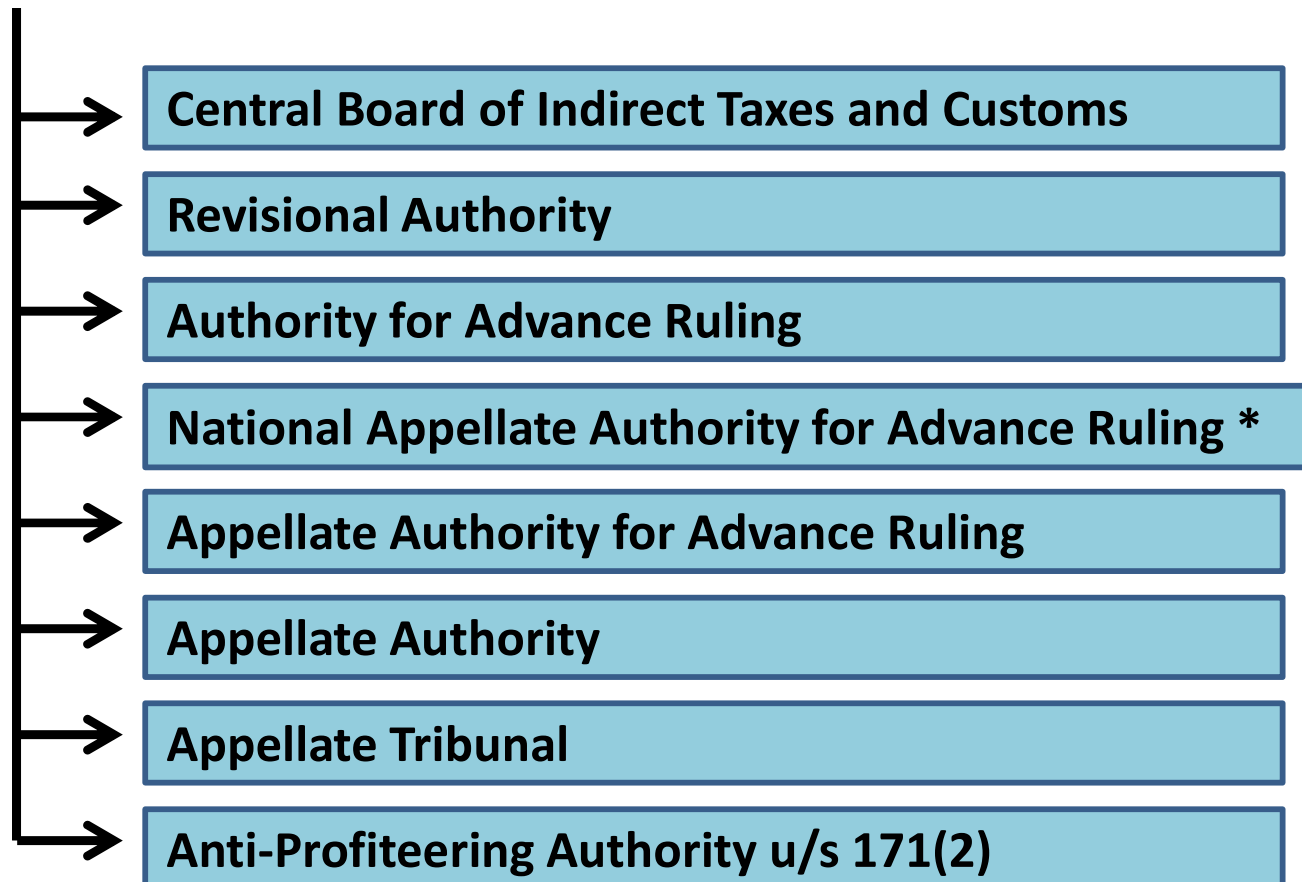 Central Board of Indirect Taxes and Customs
Revisional Authority
Authority for Advance Ruling
National Appellate Authority for Advance Ruling *
Appellate Authority for Advance Ruling
Appellate Authority
Appellate Tribunal
Anti-Profiteering Authority u/s 171(2)